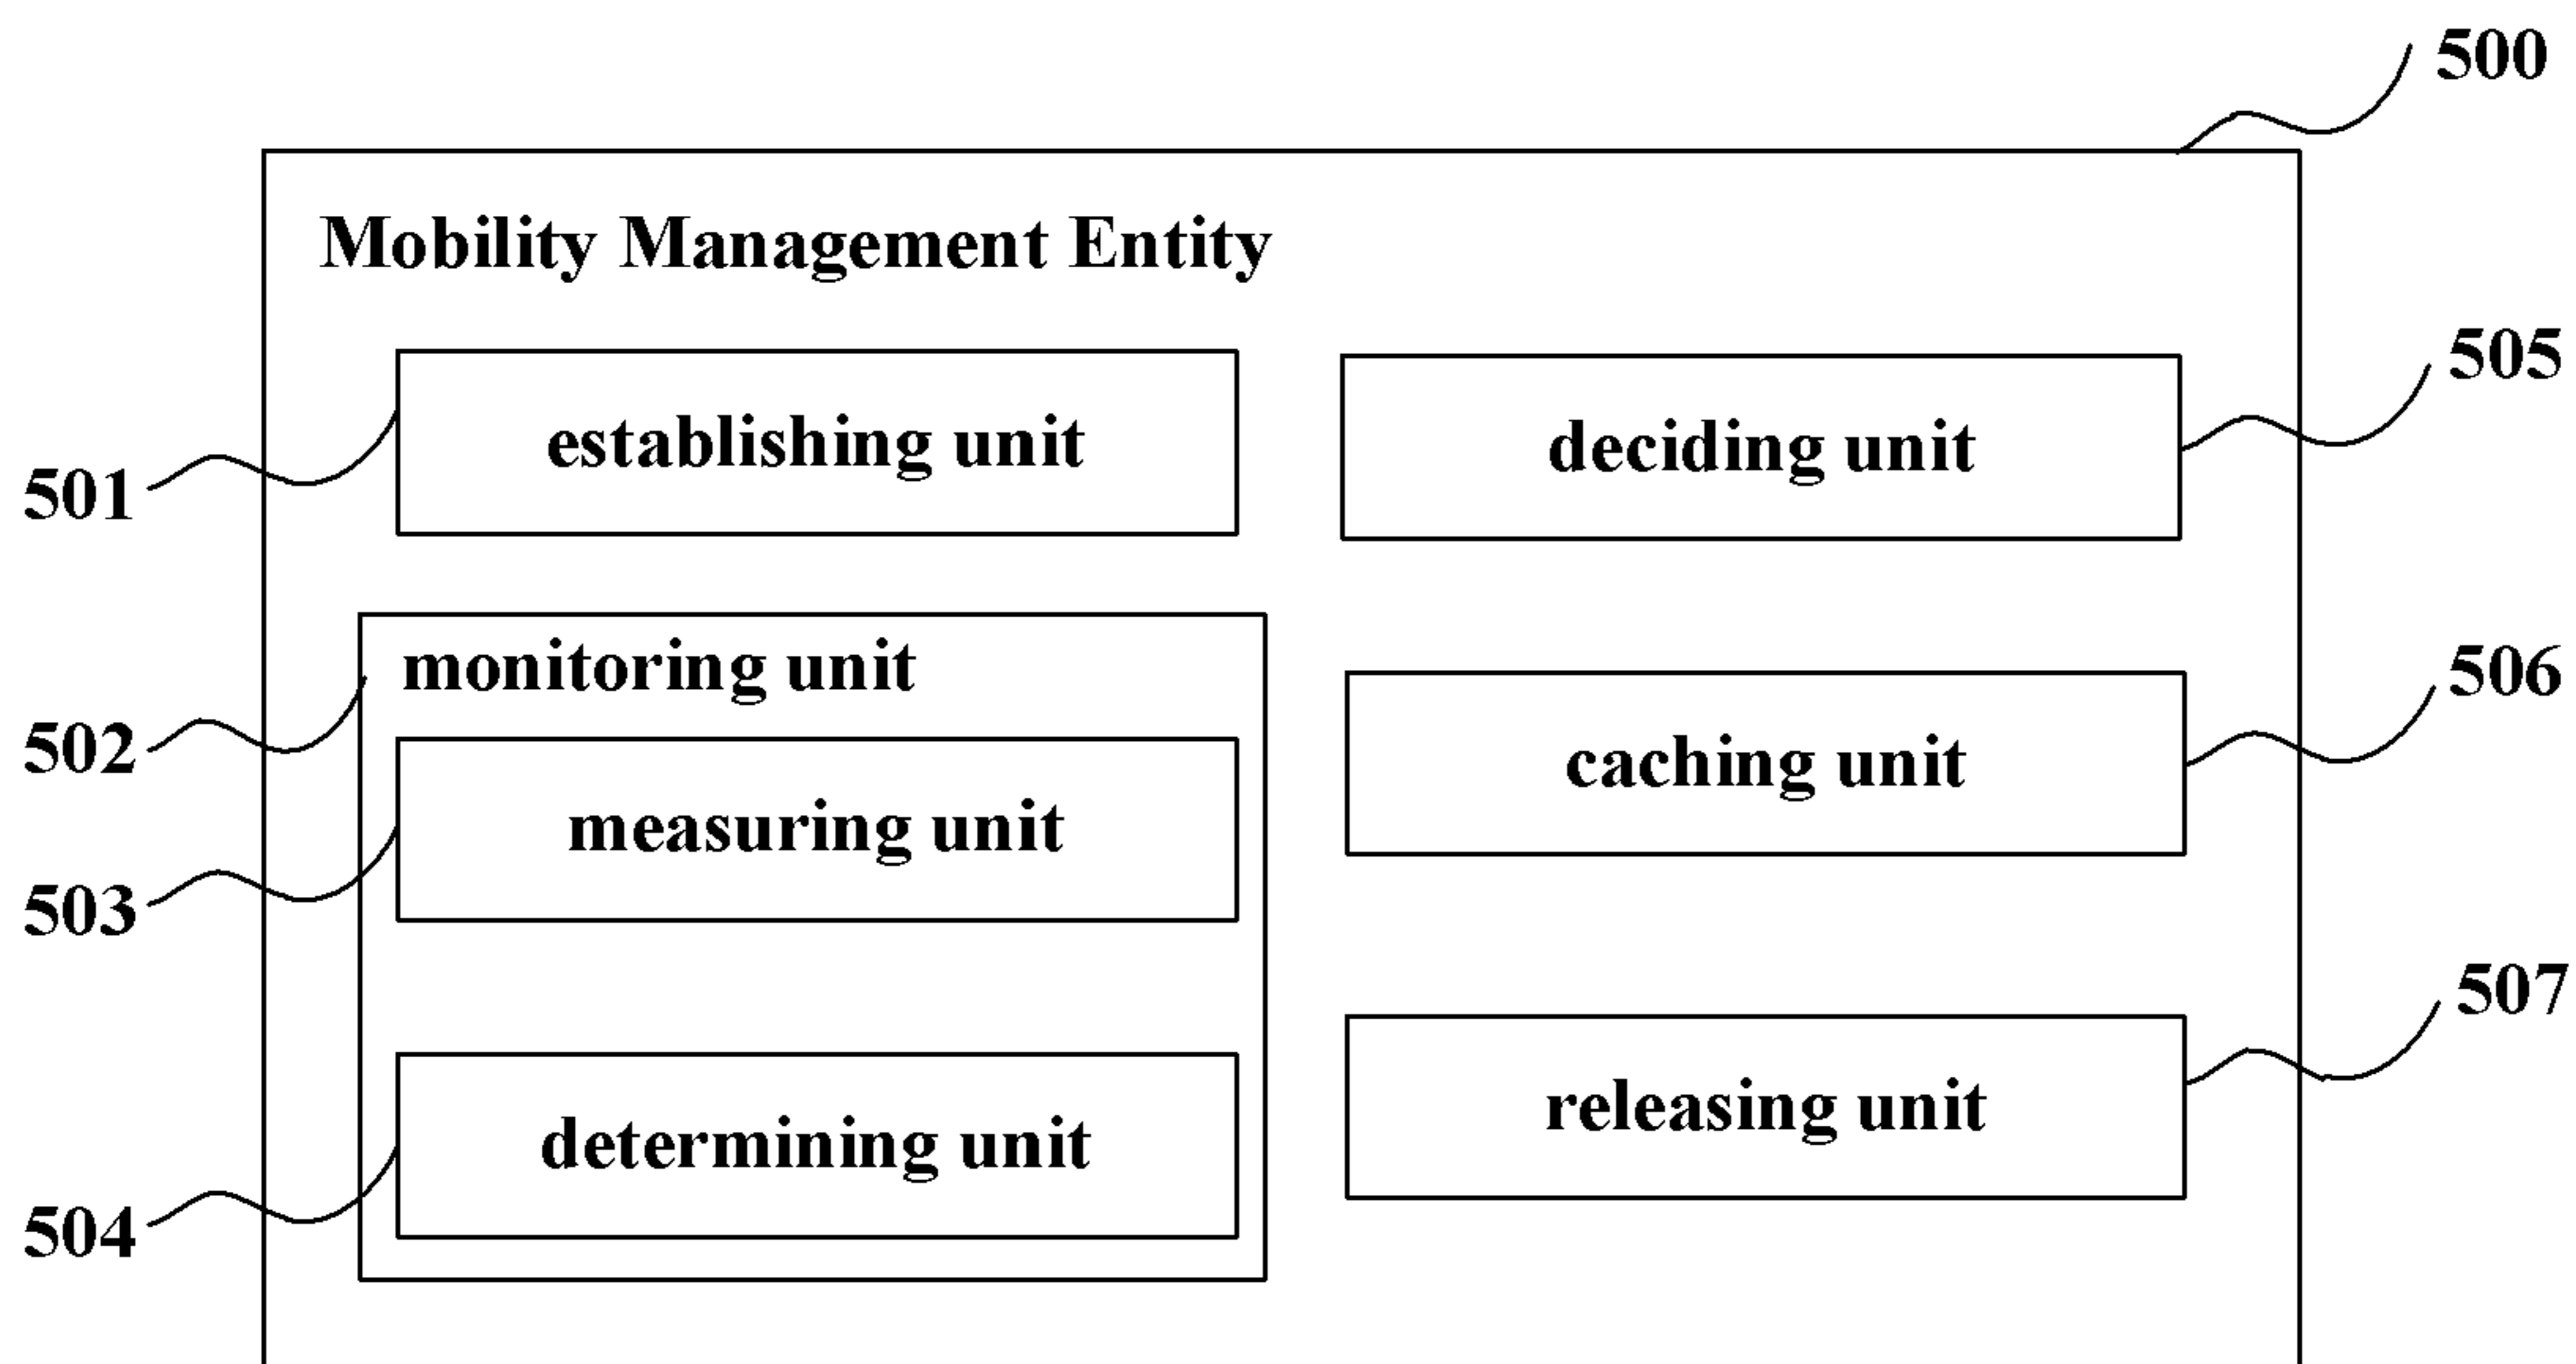 500
Mobility Management Entity
establishing unit
501
deciding unit
505
monitoring unit
502
measuring unit
503
determining unit
504
caching unit
506
releasing unit
507